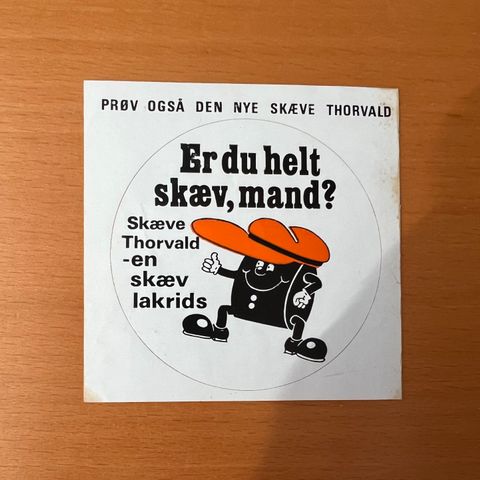 PRØV OGSÅ DEN NYE SKÆVE THORVALD
Er du helt
skæv, mand?
Skæve
Thorvald
-en
skæv
lakrids